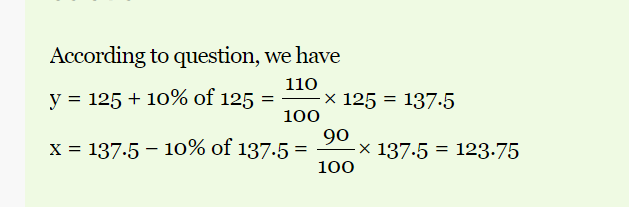 According to question, we have
y = 125 + 10% of 125 = 110/100 × 125 = 137.5
x = 137.5 − 10% of 137.5 = 90/100 × 137.5 = 123.75